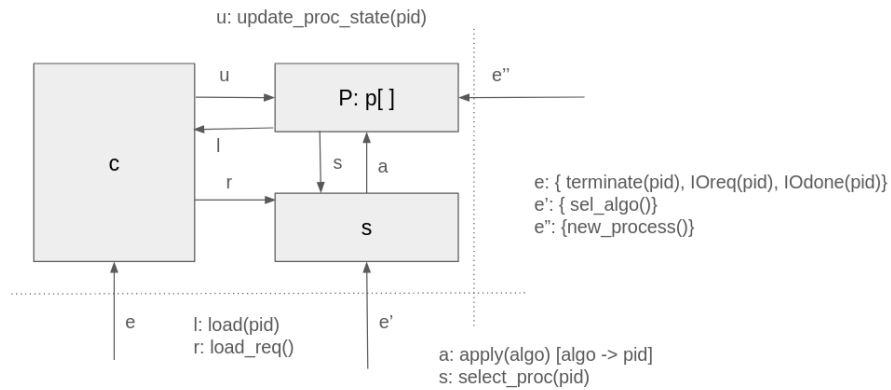 u: update_proc_state(pid)
u
P: p[ ]
e’’
l
c
s
a
r
e: { terminate(pid), IOreq(pid), IOdone(pid)}
e’: { sel_algo()}
e”: {new_process()}
s
e
l: load(pid)
e’
r: load_req()
a: apply(algo) [algo -> pid]
s: select_proc(pid)